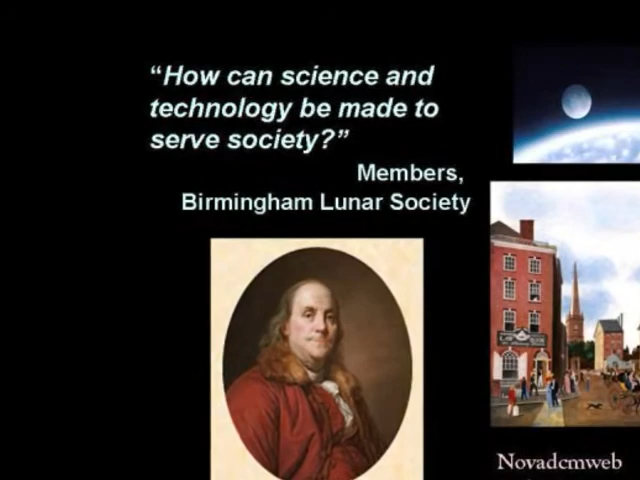 “How can science and
technology be made to
serve society?”
Members,
Birmingham Lunar Society
Novadcmweb